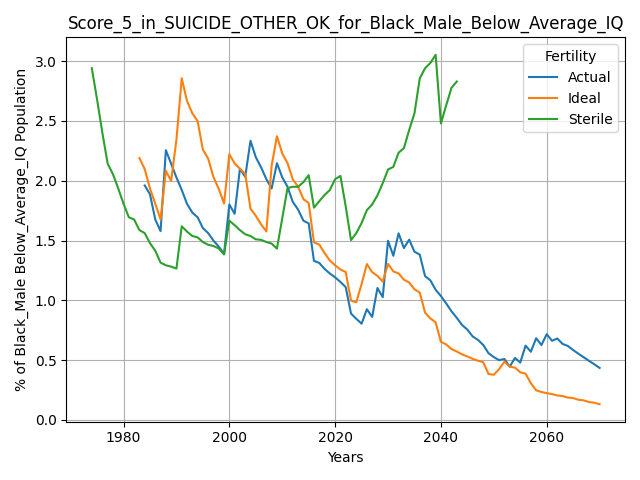 Score_5_in_SUICIDE_OTHER_OK_for_Black_Male_Below_Average_IQ
% of Black_Male Below_Average_IQ Population
3.0
2.5
2.0
1.5
1.0
0.5
0.0
Fertility
Actual
Ideal
Sterile
1980 2000 2020 2040 2060
Years